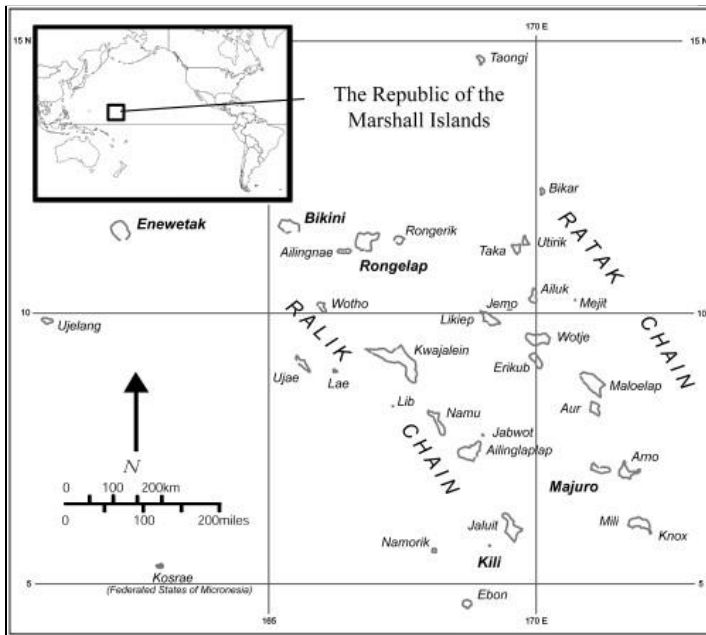 170 E
15 N
15 N
Taongi
The Republic of the
Marshall Islands
Bikar
Enewetak
Bikini
Rongerik
Ailingnae
Rongelap
Taka
Utirik
RATAK
CHAIN
Ailuk
Jemo
Mejit
Wotho
10
10
Likiep
Ujelang
RALIK
CHAIN
Kwajalein
Wotje
Erikub
Ujae
Lae
Maloelap
Lib
Namu
Aur
Jabwot
Ailinglaplap
N
Arno
Majuro
0 100 200km
0 100 200miles
Jaluit
Mili
Knox
Namorik
Kili
Kosrae
(Federated States of Micronesia)
5
5
Ebon
165
170 E